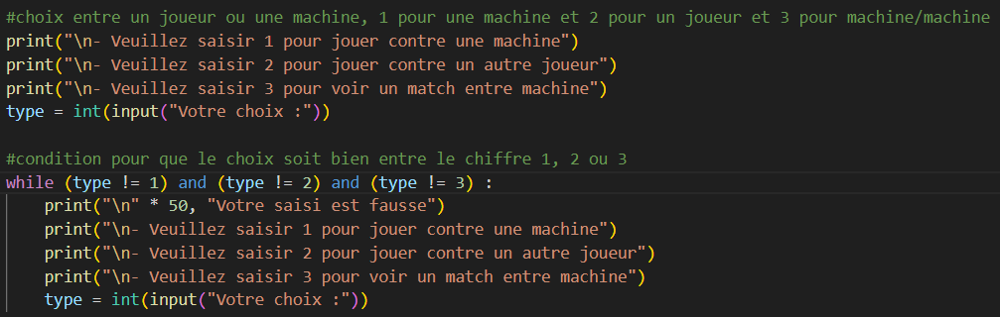 #choix entre un joueur ou une machine, 1 pour une machine et 2 pour un joueur et 3 pour machine/machine
print("\n- Veuillez saisir 1 pour jouer contre une machine")
print("\n- Veuillez saisir 2 pour jouer contre un autre joueur")
print("\n- Veuillez saisir 3 pour voir un match entre machine")
type = int(input("Votre choix :"))
#condition pour que le choix soit bien entre le chiffre 1, 2 ou 3
while (type != 1) and (type != 2) and (type != 3) :
    print("\n" * 50, "Votre saisi est fausse")
    print("\n- Veuillez saisir 1 pour jouer contre une machine")
    print("\n- Veuillez saisir 2 pour jouer contre un autre joueur")
    print("\n- Veuillez saisir 3 pour voir un match entre machine")
    type = int(input("Votre choix :"))